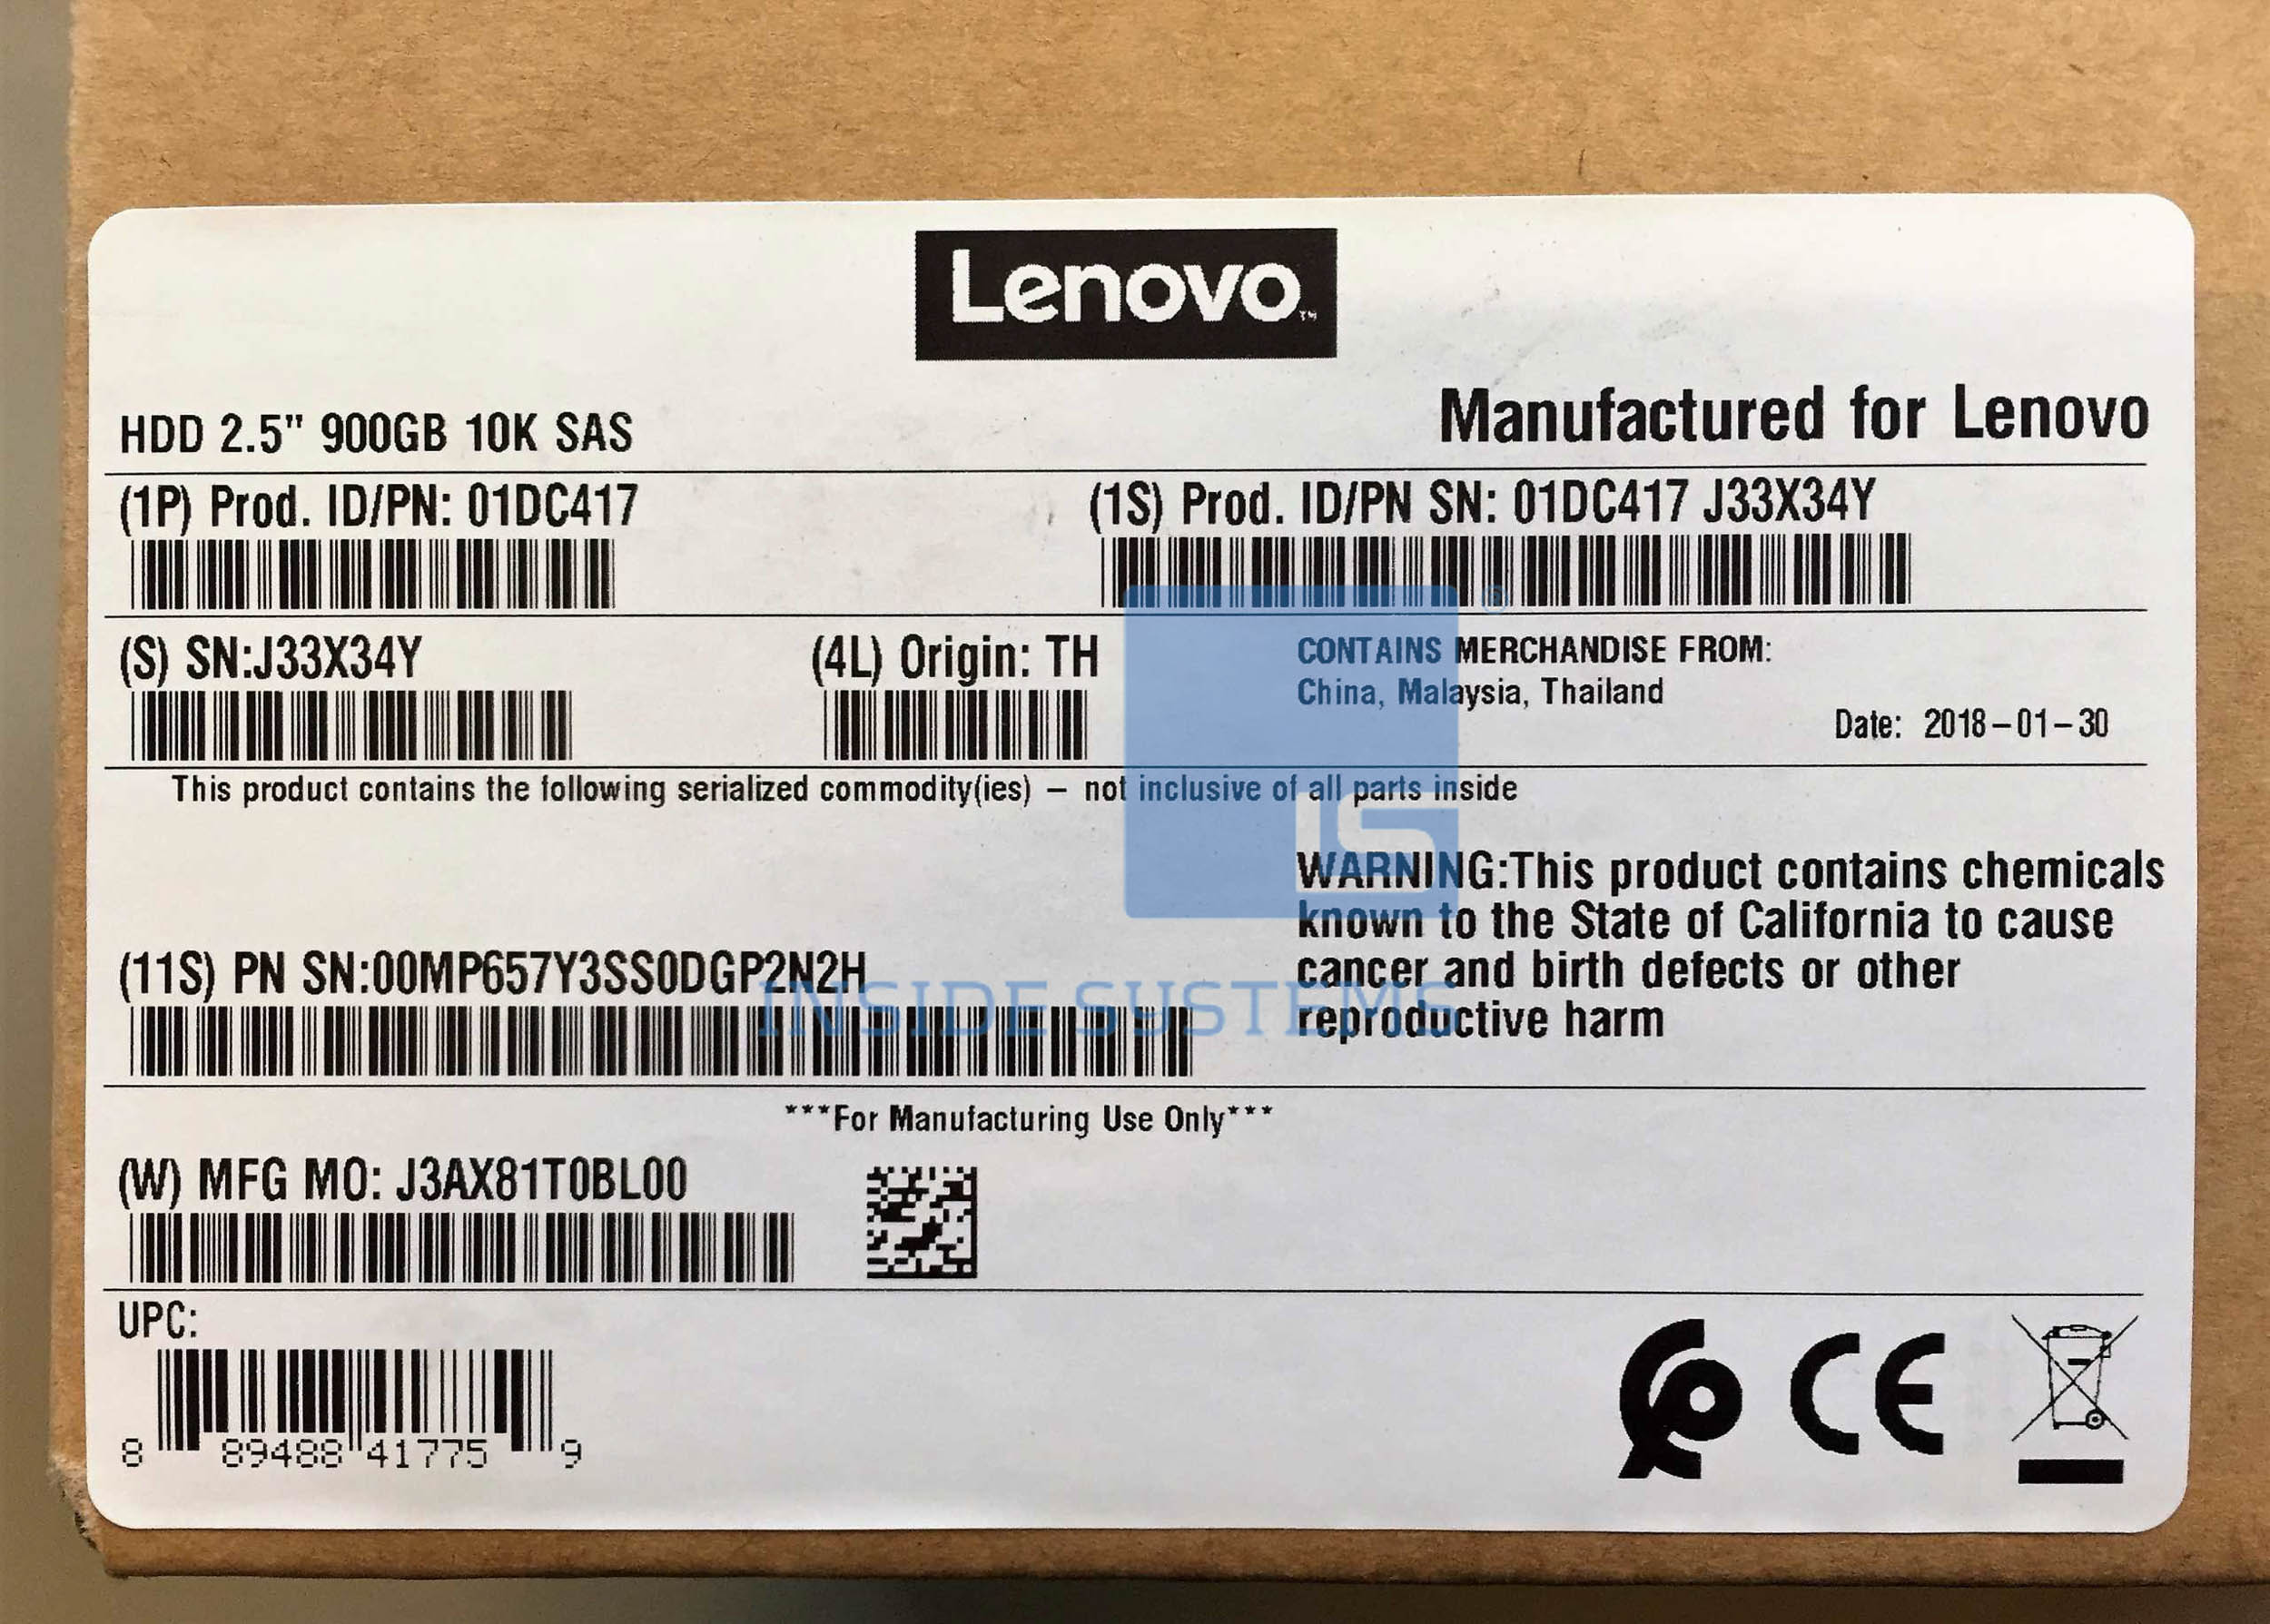 Lenovo™
HDD 2.5" 900GB 10K SAS
Manufactured for Lenovo
(1P) Prod. ID/PN: 01DC417
(1S) Prod. ID/PN SN: 01DC417 J33X34Y
(S) SN:J33X34Y
(4L) Origin: TH
CONTAINS MERCHANDISE FROM:
China, Malaysia, Thailand
Date: 2018-01-30
This product contains the following serialized commodity(ies) – not inclusive of all parts inside
IS
WARNING:This product contains chemicals
known to the State of California to cause
cancer and birth defects or other
reproductive harm
(11S) PN SN:00MP657Y3SS0DGP2N2H
INSIDE SYSTEMS
***For Manufacturing Use Only***
(W) MFG MO: J3AX81T0BL00
UPC:
8 89488 41775 9
CE